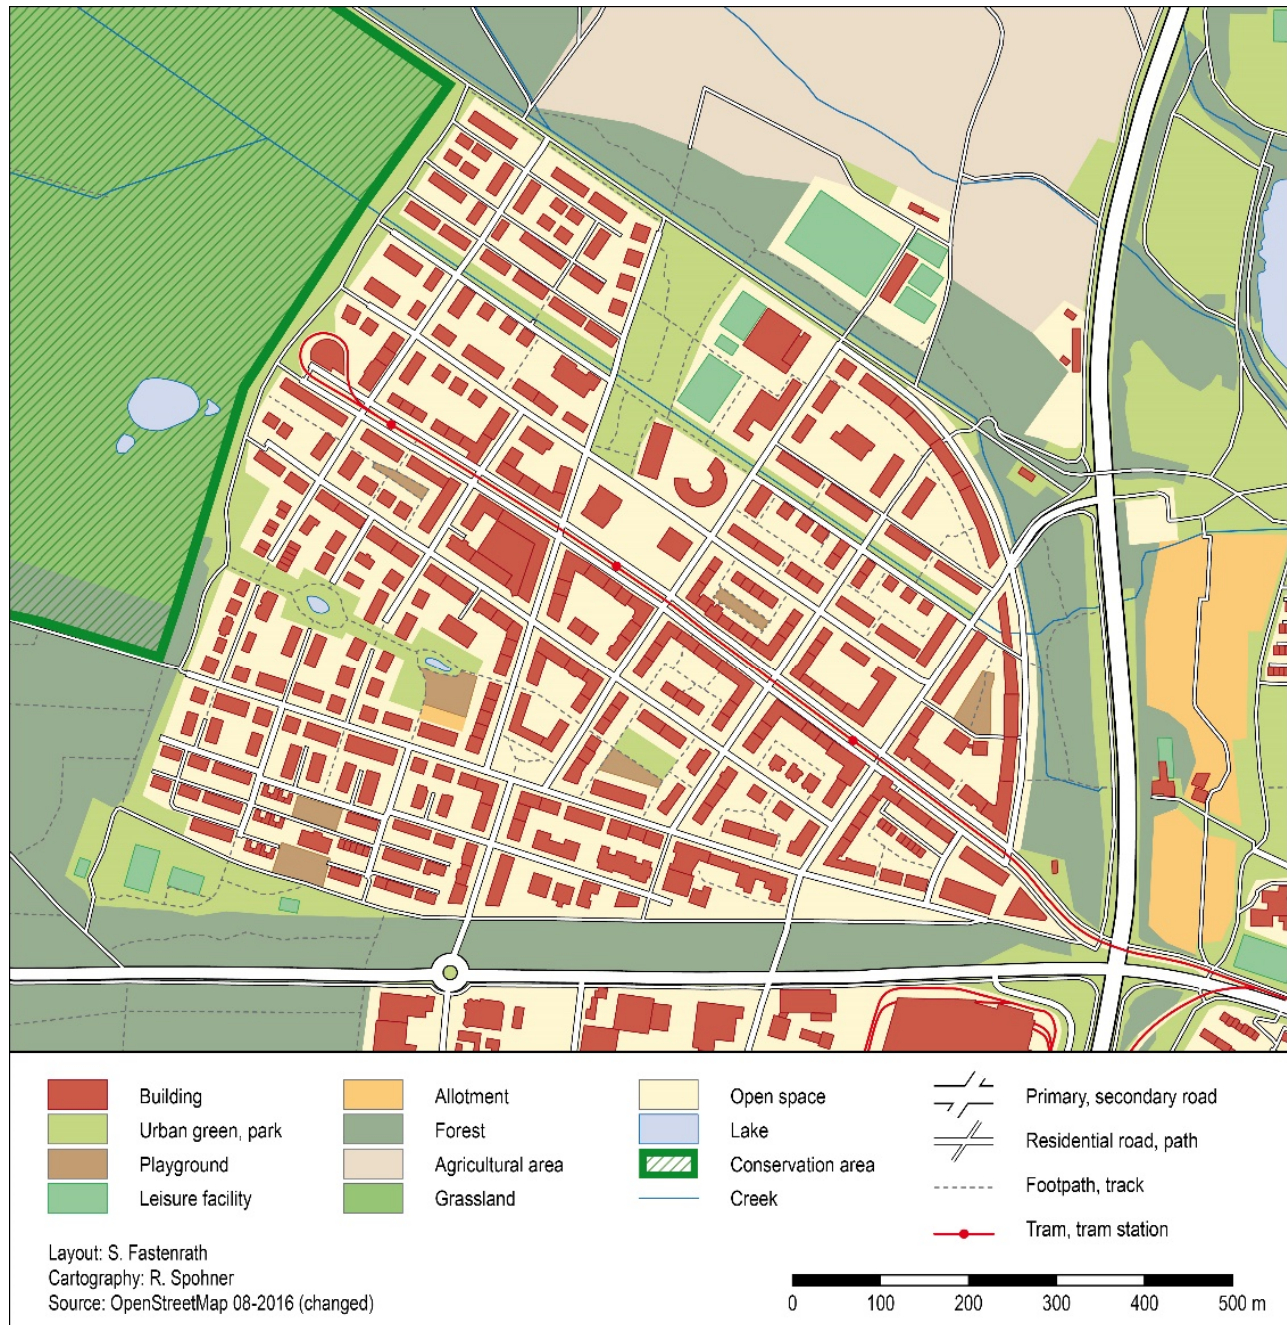 Building
Urban green, park
Playground
Leisure facility
Allotment
Forest
Agricultural area
Grassland
Open space
Lake
Conservation area
Creek
Primary, secondary road
Residential road, path
Footpath, track
Tram, tram station
Layout: S. Fastenrath
Cartography: R. Spohner
Source: OpenStreetMap 08-2016 (changed)
0 100 200 300 400 500 m